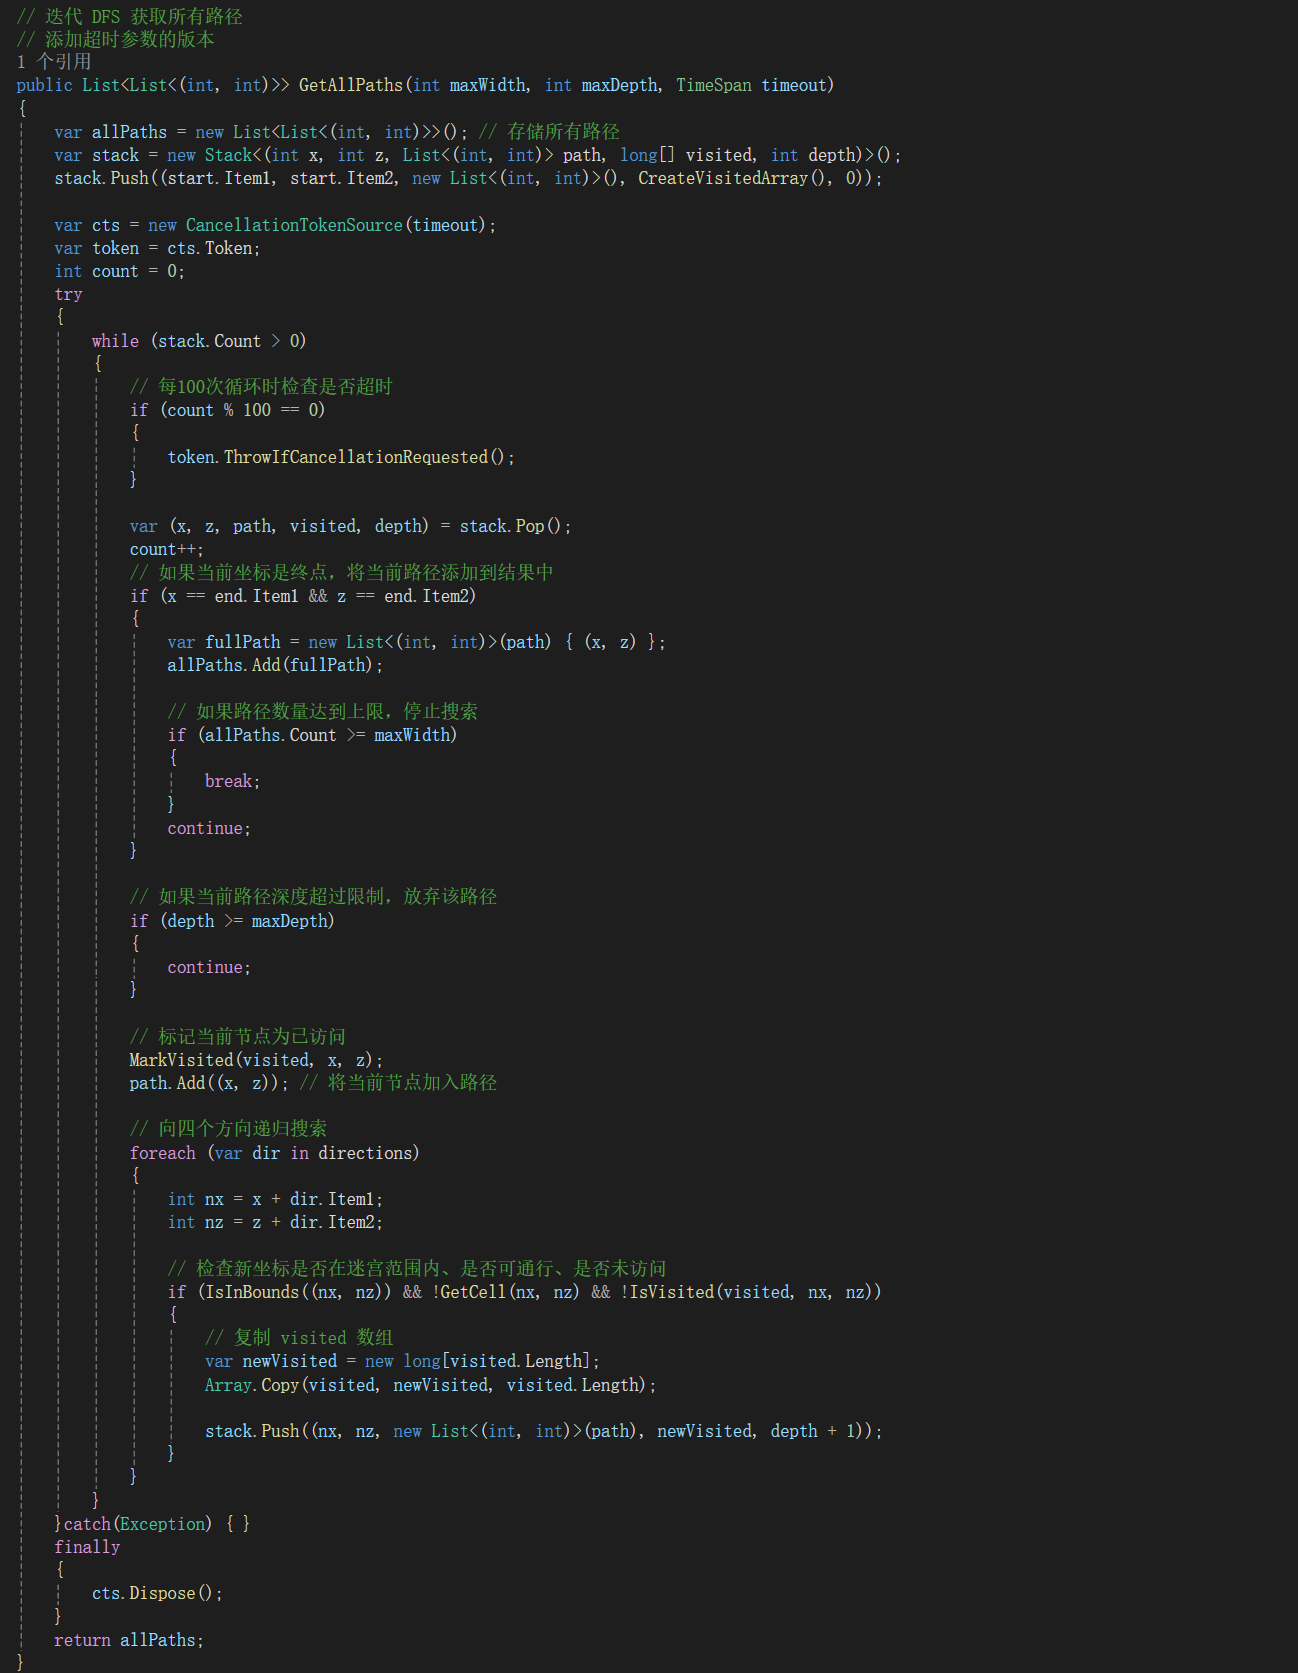 // 迭代 DFS 获取所有路径
// 添加超时参数的版本
1 个引用
public List<List<(int, int)>> GetAllPaths(int maxWidth, int maxDepth, TimeSpan timeout)
{
var allPaths = new List<List<(int, int)>>(); // 存储所有路径
var stack = new Stack<(int x, int z, List<(int, int)> path, long[] visited, int depth)>();
stack.Push((start.Item1, start.Item2, new List<(int, int)>(), CreateVisitedArray(), 0));
var cts = new CancellationTokenSource(timeout);
var token = cts.Token;
int count = 0;
try
{
while (stack.Count > 0)
{
// 每100次循环时检查是否超时
if (count % 100 == 0)
{
token.ThrowIfCancellationRequested();
}
var (x, z, path, visited, depth) = stack.Pop();
count++;
// 如果当前坐标是终点，将当前路径添加到结果中
if (x == end.Item1 && z == end.Item2)
{
var fullPath = new List<(int, int)>(path) { (x, z) };
allPaths.Add(fullPath);
// 如果路径数量达到上限，停止搜索
if (allPaths.Count >= maxWidth)
{
break;
}
continue;
}
// 如果当前路径深度超过限制，放弃该路径
if (depth >= maxDepth)
{
continue;
}
// 标记当前节点为已访问
MarkVisited(visited, x, z);
path.Add((x, z)); // 将当前节点加入路径
// 向四个方向递归搜索
foreach (var dir in directions)
{
int nx = x + dir.Item1;
int nz = z + dir.Item2;
// 检查新坐标是否在迷宫范围内、是否可通行、是否未访问
if (IsInBounds((nx, nz)) && !GetCell(nx, nz) && !IsVisited(visited, nx, nz))
{
// 复制 visited 数组
var newVisited = new long[visited.Length];
Array.Copy(visited, newVisited, visited.Length);
stack.Push((nx, nz, new List<(int, int)>(path), newVisited, depth + 1));
}
}
}
}catch(Exception) { }
finally
{
cts.Dispose();
}
return allPaths;
}